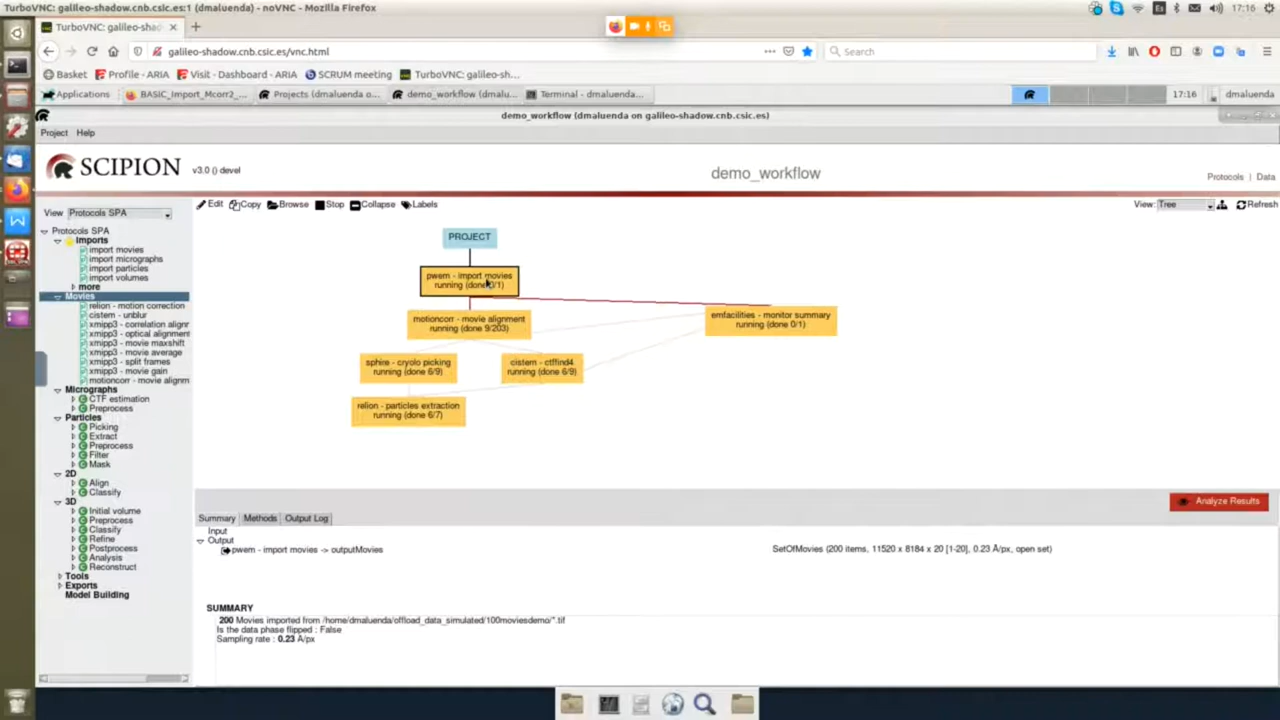 TurboVNC: galileo-shadow.cnb.csic.es:1 (dmaluenda) - noVNC - Mozilla Firefox
Es
17:16
TurboVNC: galileo-shado
galileo-shadow.cnb.csic.es/vnc.html
Search
Basket
Profile - ARIA
Visit - Dashboard - ARIA
SCRUM meeting
TurboVNC: galileo-sh...
Applications
BASIC_Import_Mcorr2_...
Projects (dmaluenda o...
demo_workflow (dmalu...
Terminal - dmaluenda...
17:16
dmaluenda
demo_workflow (dmaluenda on galileo-shadow.cnb.csic.es)
Project Help
SCIPION v3.0 () devel
demo_workflow
Protocols | Data
View Protocols SPA
Edit Copy Browse Stop Collapse Labels
View: Tree Refresh
Protocols SPA
Imports
import movies
import micrographs
import particles
import volumes
more
Movies
relion - motion correction
cistem - unblur
xmipp3 - correlation alignr
xmipp3 - optical alignment
xmipp3 - movie maxshift
xmipp3 - movie average
xmipp3 - split frames
xmipp3 - movie gain
motioncorr - movie alignm
Micrographs
CTF estimation
Preprocess
Particles
Picking
Extract
Preprocess
Filter
Mask
2D
Align
Classify
3D
Initial volume
Preprocess
Classify
Refine
Postprocess
Analysis
Reconstruct
Tools
Exports
Model Building
PROJECT
pwem - import movies
running (done 0/1)
motioncorr - movie alignment
running (done 9/203)
emfacilities - monitor summary
running (done 0/1)
sphire - cryolo picking
running (done 6/9)
cistem - ctffind4
running (done 6/9)
relion - particles extraction
running (done 6/7)
Analyze Results
Summary Methods Output Log
Input
Output
pwem - import movies -> outputMovies
SetOfMovies (200 items, 11520 x 8184 x 20 [1-20], 0.23 Å/px, open set)
SUMMARY
200 Movies imported from /home/dmaluenda/offload_data_simulated/100moviesdemo/*.tif
Is the data phase flipped : False
Sampling rate : 0.23 Å/px